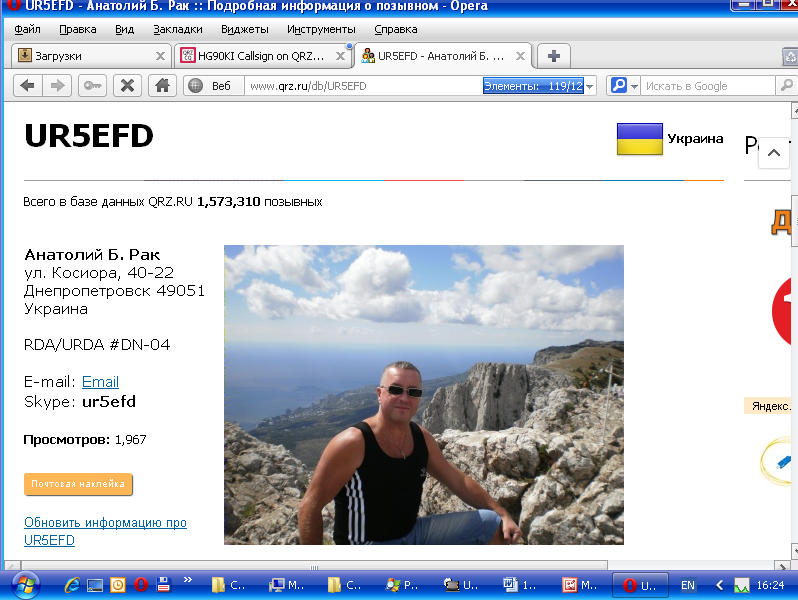 UR5EFD - Анатолий Б. Рак :: Подробная информация о позывном - Opera
Файл Правка Вид Закладки Виджеты Инструменты Справка
Загрузки
HG90KI Callsign on QRZ...
UR5EFD - Анатолий Б. ...
Веб
www.qrz.ru/db/UR5EFD
Элементы: 119/12
Искать в Google
UR5EFD
Украина
Всего в базе данных QRZ.RU 1,573,310 позывных
Анатолий Б. Рак
ул. Косиора, 40-22
Днепропетровск 49051
Украина
RDA/URDA #DN-04
E-mail: Email
Skype: ur5efd
Просмотров: 1,967
Почтовая наклейка
Обновить информацию про
UR5EFD
Яндекс.
C.. M.. C.. P.. U.. 1.. M.. U.. EN 16:24